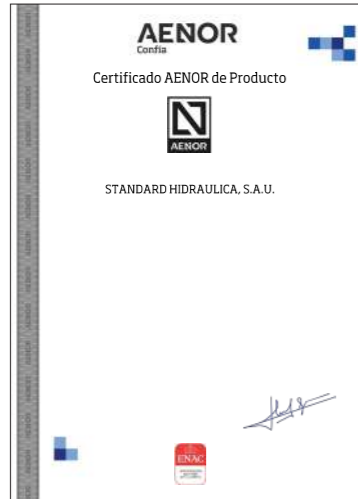 AENOR
Confía
Certificado AENOR de Producto
AENOR
STANDARD HIDRAULICA, S.A.U.
ENAC